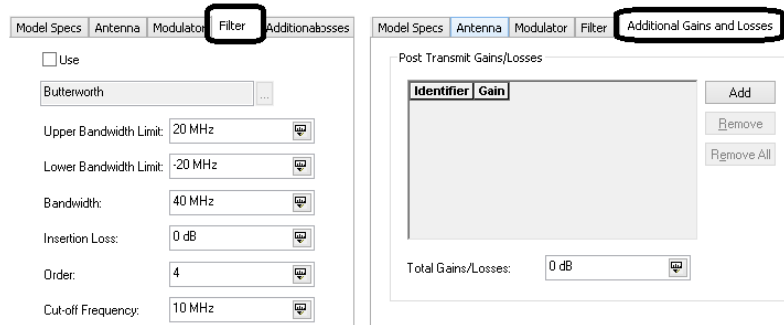 Model Specs Antenna Modulator Filter Additional osses
Use
Butterworth
...
Upper Bandwidth Limit: 20 MHz
Lower Bandwidth Limit: -20 MHz
Bandwidth: 40 MHz
Insertion Loss: 0 dB
Order: 4
Cut-off Frequency: 10 MHz
Model Specs Antenna Modulator Filter Additional Gains and Losses
Post Transmit Gains/Losses
Identifier Gain
Add
Remove
Remove All
Total Gains/Losses: 0 dB